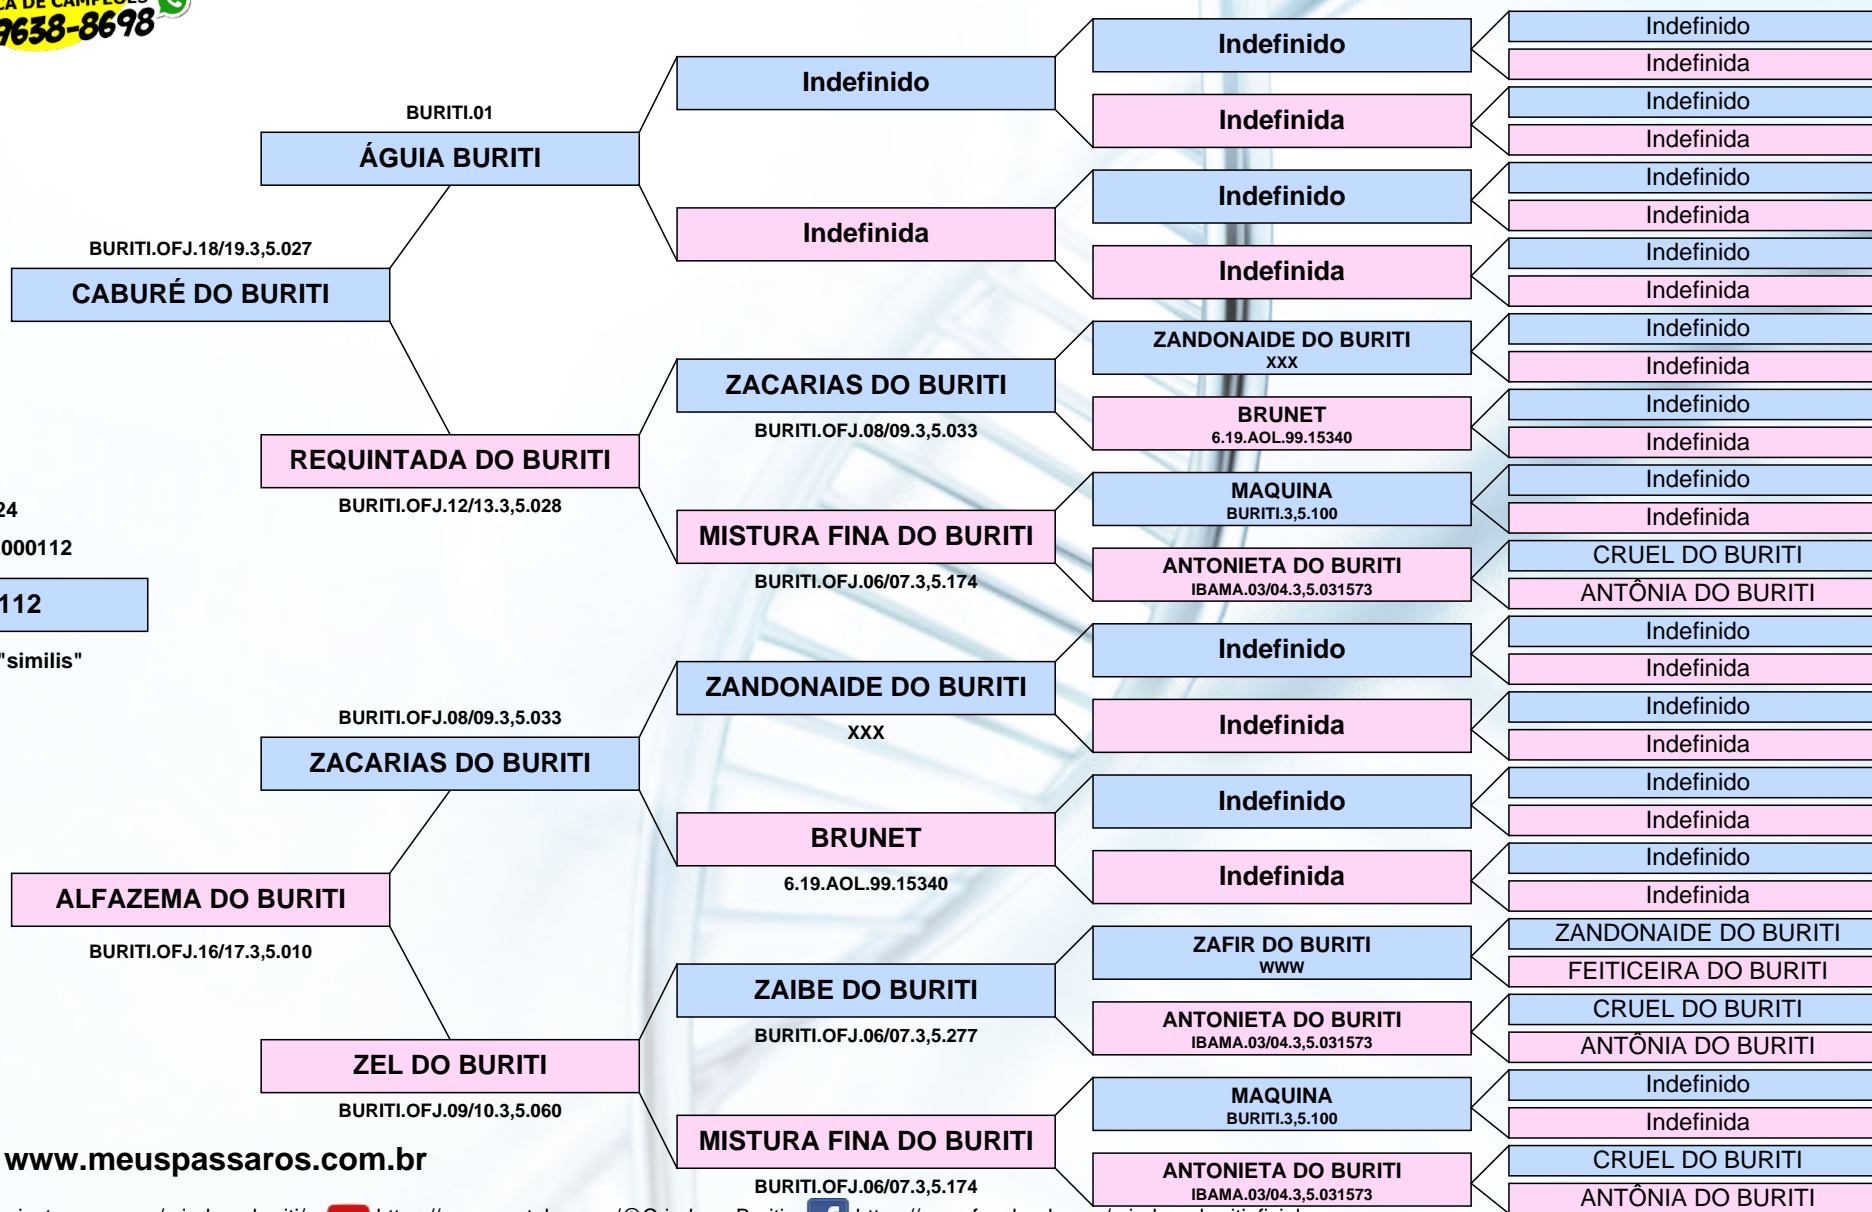 9638-8698
BURITI.01
ÁGUIA BURITI
BURITI.OFJ.18/19.3,5.027
CABURÉ DO BURITI
REQUINTADA DO BURITI
BURITI.OFJ.12/13.3,5.028
24
000112
112
"similis"
BURITI.OFJ.08/09.3,5.033
ZACARIAS DO BURITI
ALFAZEMA DO BURITI
BURITI.OFJ.16/17.3,5.010
ZEL DO BURITI
BURITI.OFJ.09/10.3,5.060
Indefinido
Indefinida
ZACARIAS DO BURITI
BURITI.OFJ.08/09.3,5.033
MISTURA FINA DO BURITI
BURITI.OFJ.06/07.3,5.174
ZANDONAIDE DO BURITI
XXX
BRUNET
6.19.AOL.99.15340
ZAIBE DO BURITI
BURITI.OFJ.06/07.3,5.277
MISTURA FINA DO BURITI
BURITI.OFJ.06/07.3,5.174
Indefinido
Indefinida
Indefinido
Indefinida
ZANDONAIDE DO BURITI
XXX
BRUNET
6.19.AOL.99.15340
MAQUINA
BURITI.3,5.100
ANTONIETA DO BURITI
IBAMA.03/04.3,5.031573
Indefinido
Indefinida
Indefinido
Indefinida
ZAFIR DO BURITI
WWW
ANTONIETA DO BURITI
IBAMA.03/04.3,5.031573
MAQUINA
BURITI.3,5.100
ANTONIETA DO BURITI
IBAMA.03/04.3,5.031573
Indefinido
Indefinida
Indefinido
Indefinida
Indefinido
Indefinida
Indefinido
Indefinida
Indefinido
Indefinida
Indefinido
Indefinida
Indefinido
Indefinida
CRUEL DO BURITI
ANTÔNIA DO BURITI
Indefinido
Indefinida
Indefinido
Indefinida
Indefinido
Indefinida
Indefinido
Indefinida
ZANDONAIDE DO BURITI
FEITICEIRA DO BURITI
CRUEL DO BURITI
ANTÔNIA DO BURITI
Indefinido
Indefinida
CRUEL DO BURITI
ANTÔNIA DO BURITI
www.meuspassaros.com.br